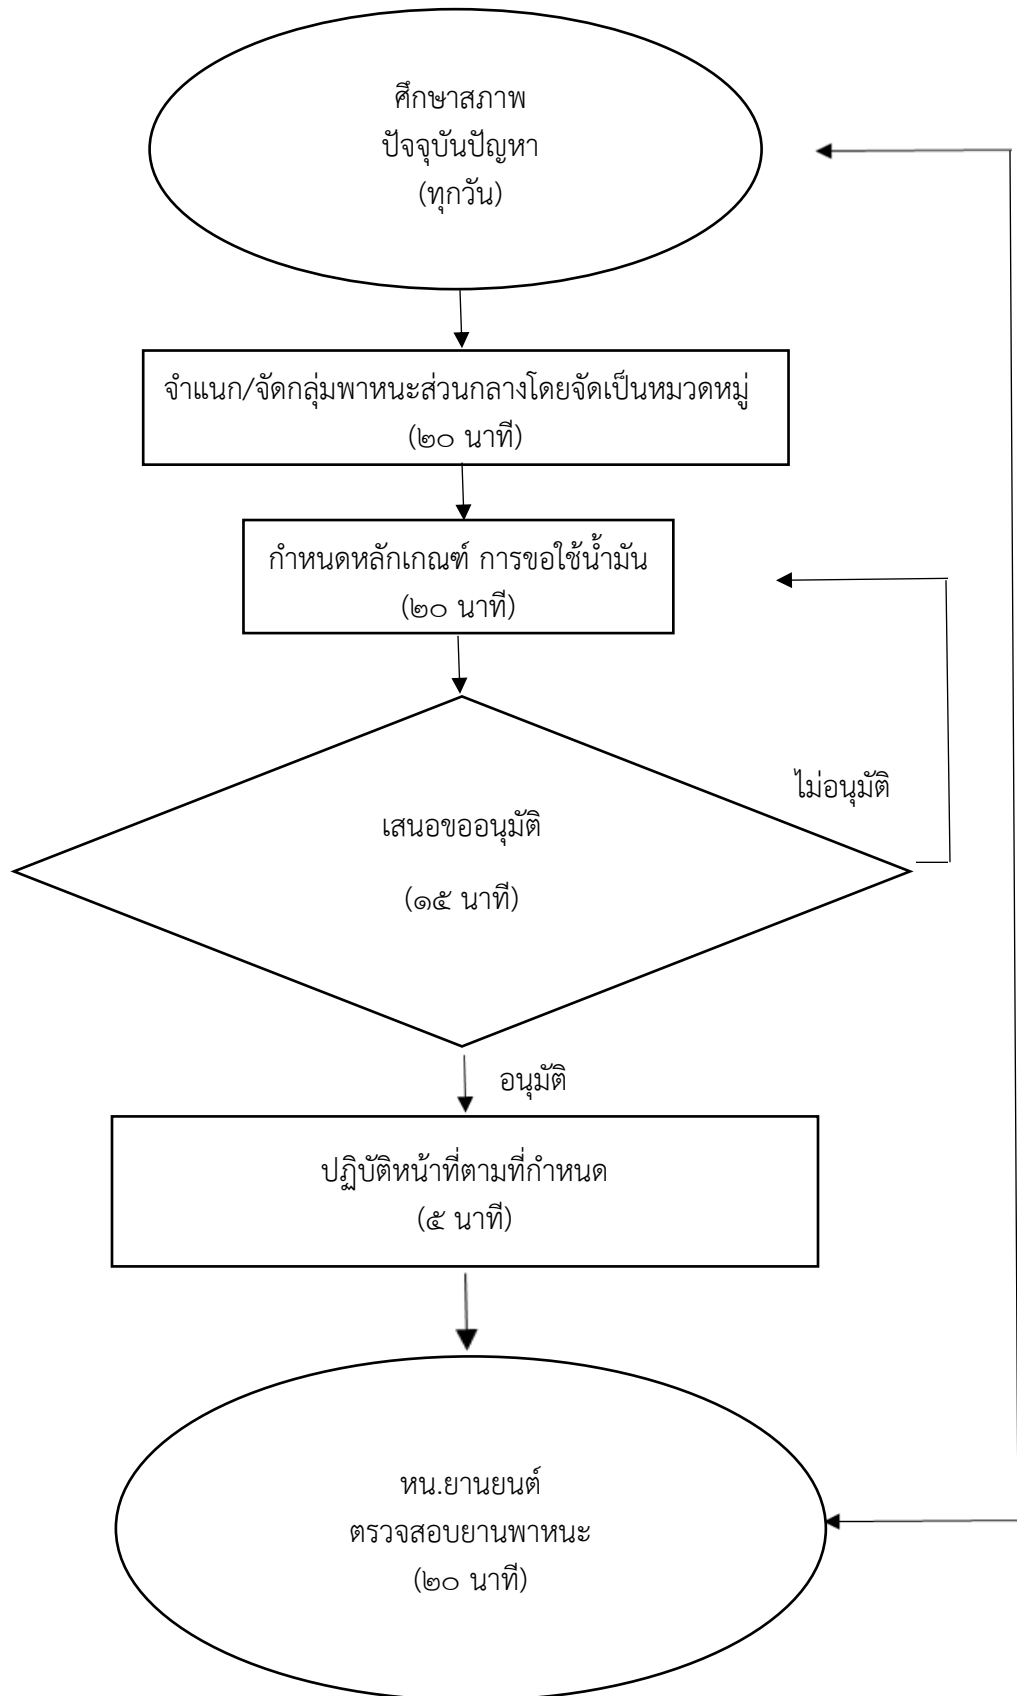 ศึกษาสภาพ
ปัจจุบันปัญหา
(ทุกวัน)
จำแนก/จัดกลุ่มพาหนะส่วนกลางโดยจัดเป็นหมวดหมู่
(๒๐ นาที)
กำหนดหลักเกณฑ์ การขอใช้น้ำมัน
(๒๐ นาที)
ไม่อนุมัติ
เสนอขออนุมัติ
(๑๕ นาที)
อนุมัติ
ปฏิบัติหน้าที่ตามที่กำหนด
(๕ นาที)
หน.ยานยนต์
ตรวจสอบยานพาหนะ
(๒๐ นาที)